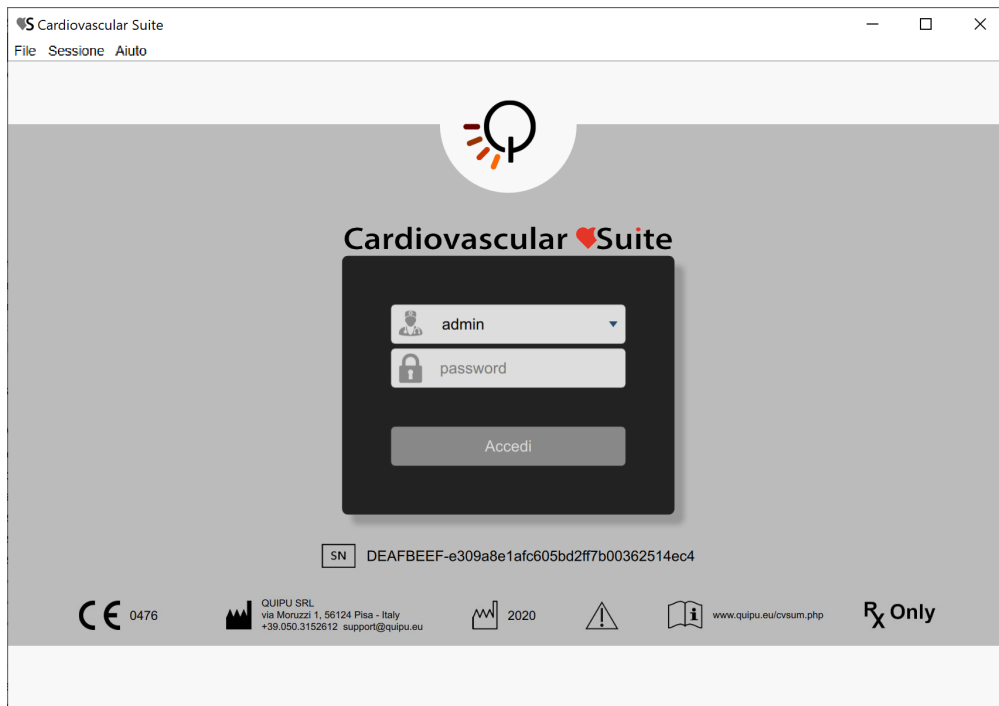 Cardiovascular Suite
File Sessione Aiuto
Cardiovascular Suite
admin
password
Accedi
SN DEAFBEEF-e309a8e1afc605bd2ff7b00362514ec4
CE 0476
QUIPU SRL
via Moruzzi 1, 56124 Pisa - Italy
+39.050.3152612 support@quipu.eu
2020
www.quipu.eu/cvsum.php
Rx Only